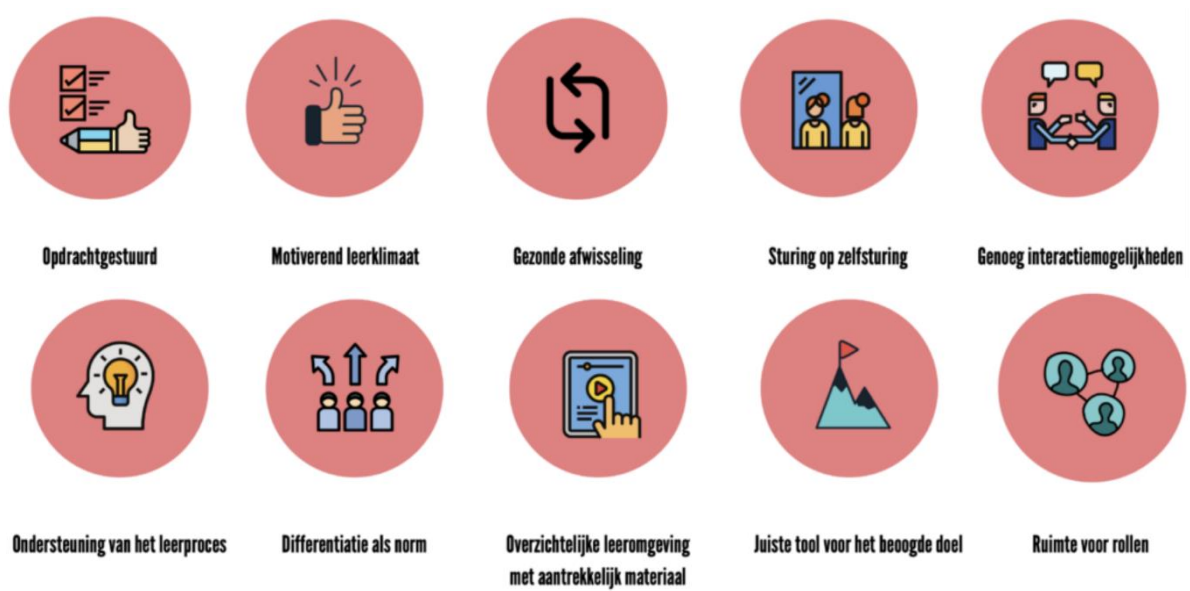 Opdrachtgestuurd
Motiverend leerklimaat
Gezonde afwisseling
Sturing op zelfsturing
Genoeg interactiemogelijkheden
Ondersteuning van het leerproces
Differentiatie als norm
Overzichtelijke leeromgeving
met aantrekkelijk materiaal
Juiste tool voor het beoogde doel
Ruimte voor rollen